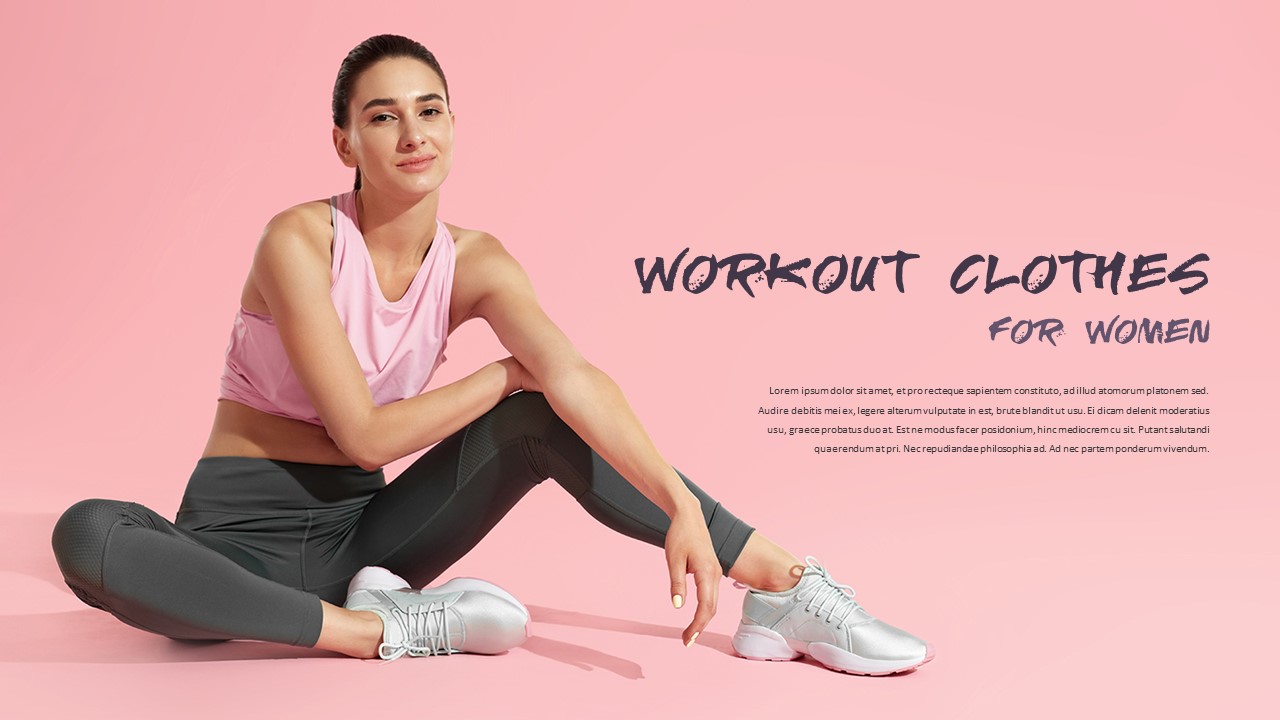 WORKOUT CLOTHES
FOR WOMEN
Lorem ipsum dolor sit amet, et pro recteque sapientem constituto, ad illud atomorum platonem sed.
Audire debitis mei ex, legere alterum vulputate in est, brute blandit ut usu. Ei dicam delenit moderatius
usu, graece probatus duo at. Est ne modus facer posidonium, hinc mediocrem cu sit. Putant salutandi
quaerendum at pri. Nec repudiandae philosophia ad. Ad nec partem ponderum vivendum.